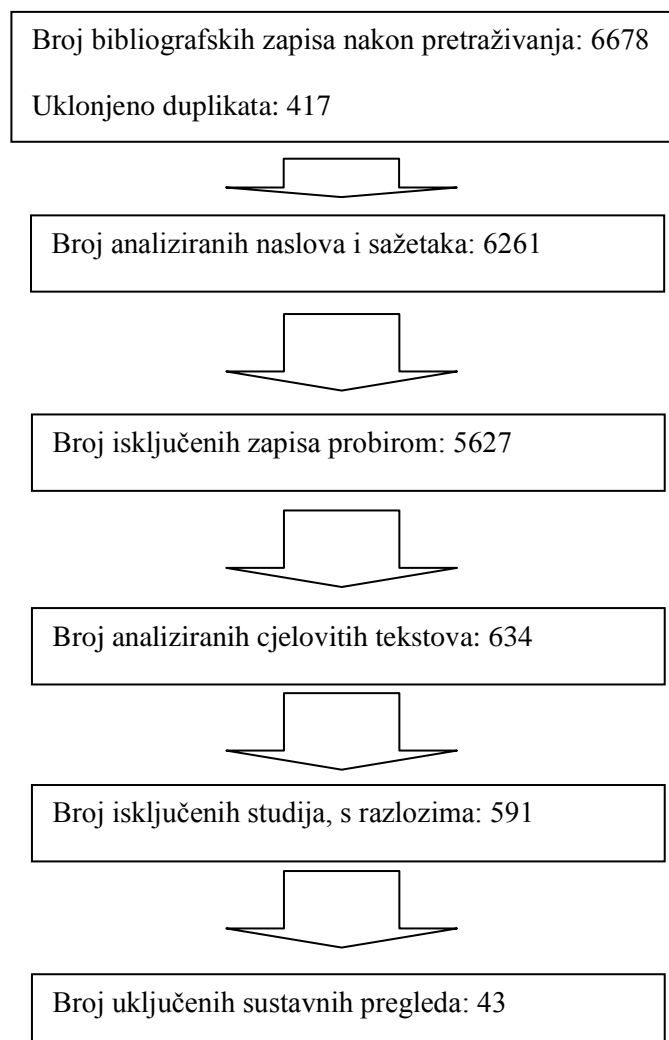 Broj bibliografskih zapisa nakon pretraživanja: 6678
Uklonjeno duplikata: 417
Broj analiziranih naslova i sažetaka: 6261
Broj isključenih zapisa probirom: 5627
Broj analiziranih cjelovitih tekstova: 634
Broj isključenih studija, s razlozima: 591
Broj uključenih sustavnih pregleda: 43